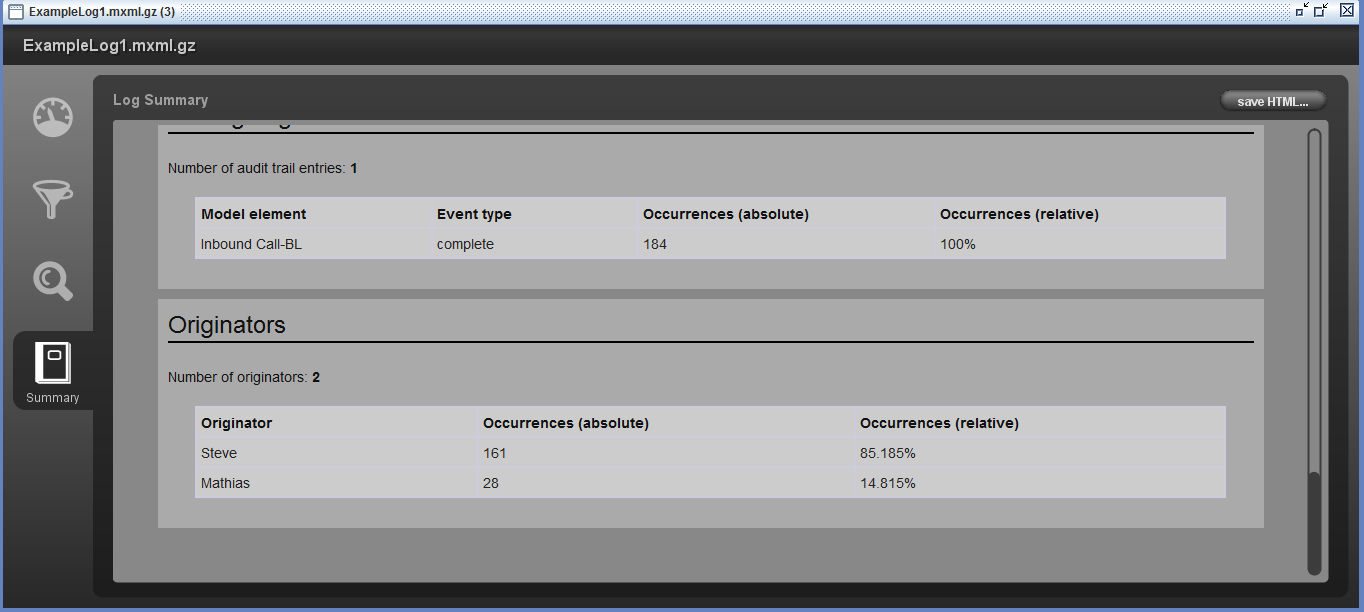 ExampleLog1.mxml.gz (3)
ExampleLog1.mxml.gz
Log Summary
save HTML...
Number of audit trail entries: 1
Model element Event type Occurrences (absolute) Occurrences (relative)
Inbound Call-BL complete 184 100%
Originators
Number of originators: 2
Originator Occurrences (absolute) Occurrences (relative)
Steve 161 85.185%
Mathias 28 14.815%
Summary